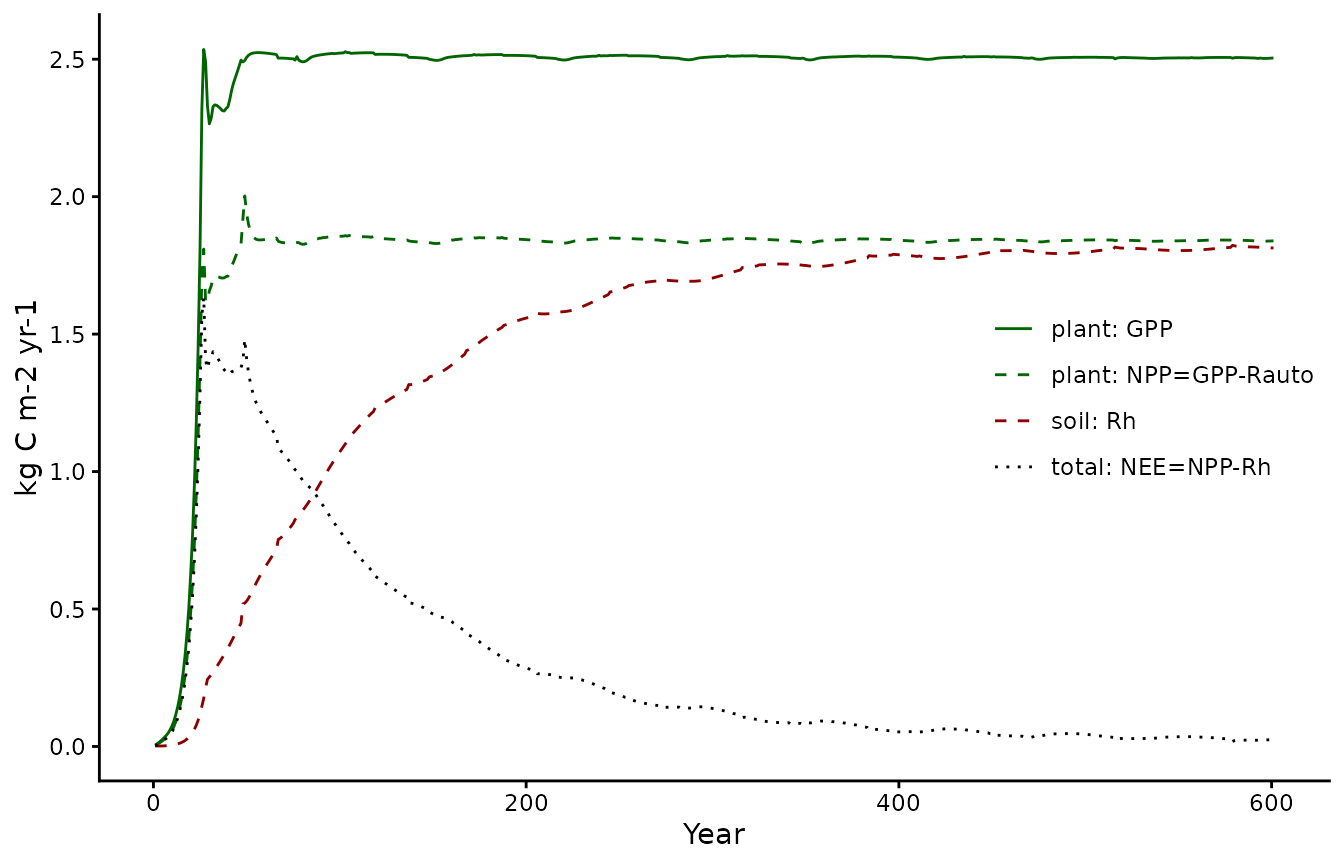 2.5
2.0
1.5
1.0
0.5
0.0
kg C m-2 yr-1
plant: GPP
plant: NPP=GPP-Rauto
soil: Rh
total: NEE=NPP-Rh
0 200 400 600
Year